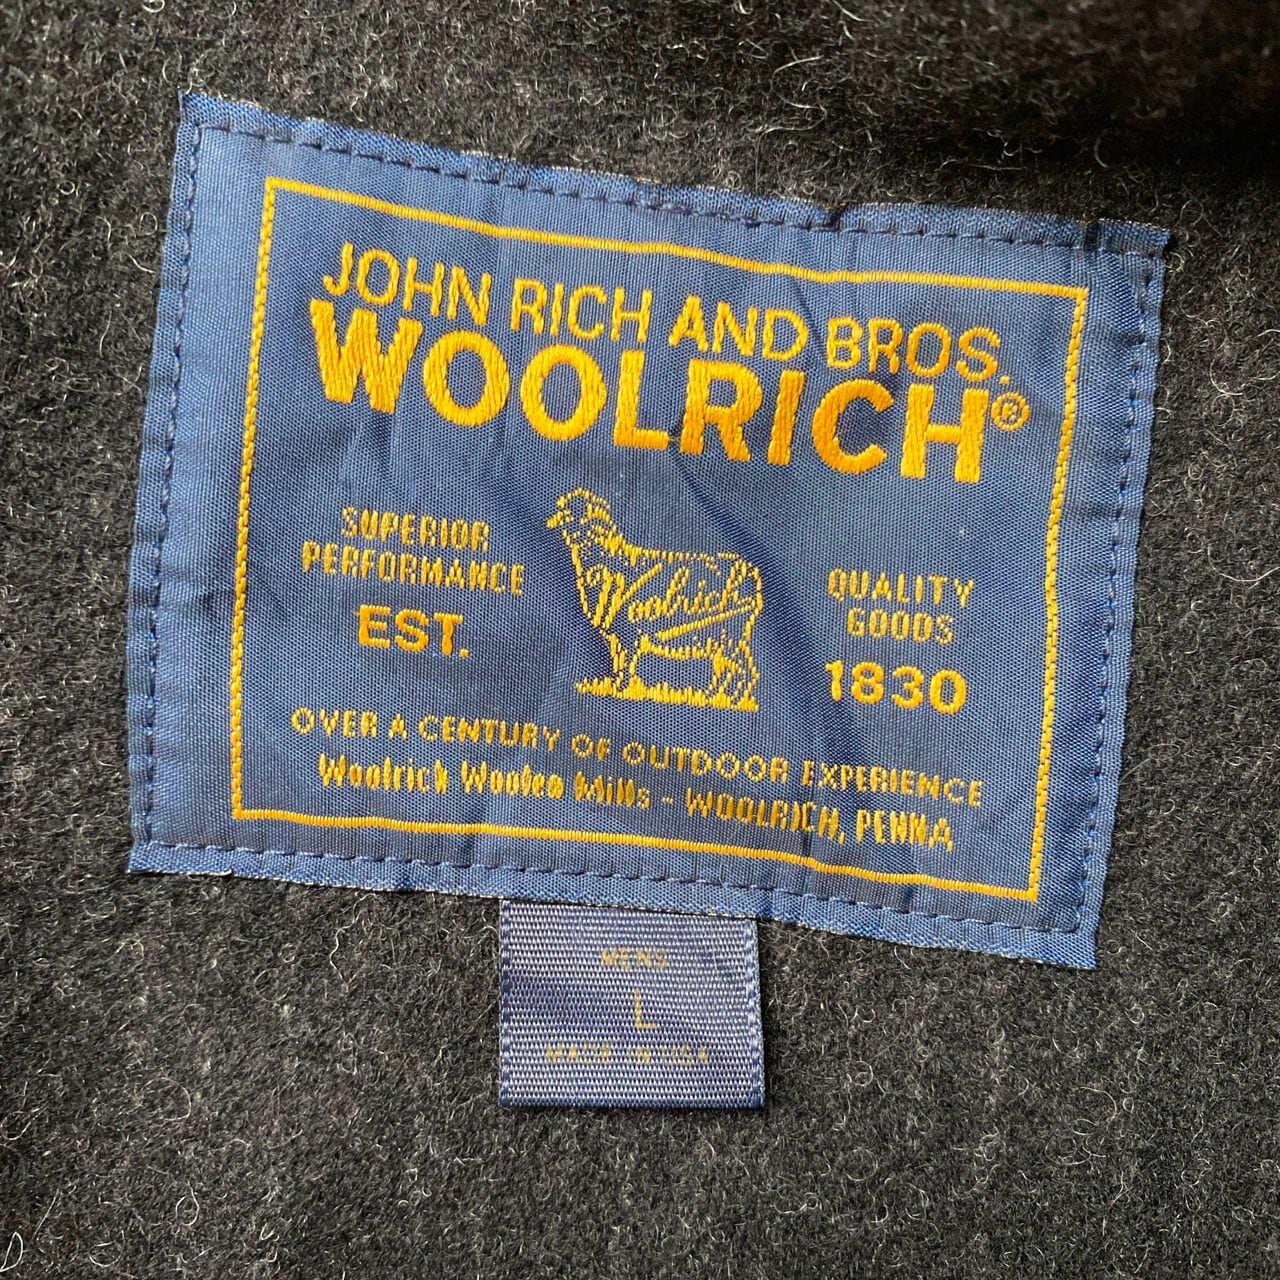 JOHN RICH AND BROS.
WOOLRICH®
SUPERIOR
PERFORMANCE
EST.
Woolrich
QUALITY
GOODS
1830
OVER A CENTURY OF OUTDOOR EXPERIENCE
Woolrich Woolen Mills - WOOLRICH, PENNA
MENS
L
MADE IN USA